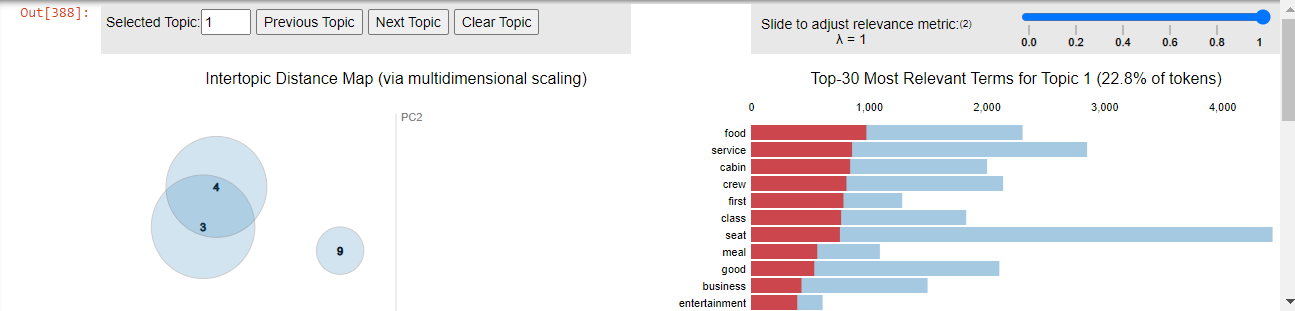 Out[388]:
Selected Topic: 1 Previous Topic Next Topic Clear Topic
Slide to adjust relevance metric:(2)
λ = 1
0.0 0.2 0.4 0.6 0.8 1
Intertopic Distance Map (via multidimensional scaling)
PC2
4
3
9
Top-30 Most Relevant Terms for Topic 1 (22.8% of tokens)
0 1,000 2,000 3,000 4,000
food
service
cabin
crew
first
class
seat
meal
good
business
entertainment